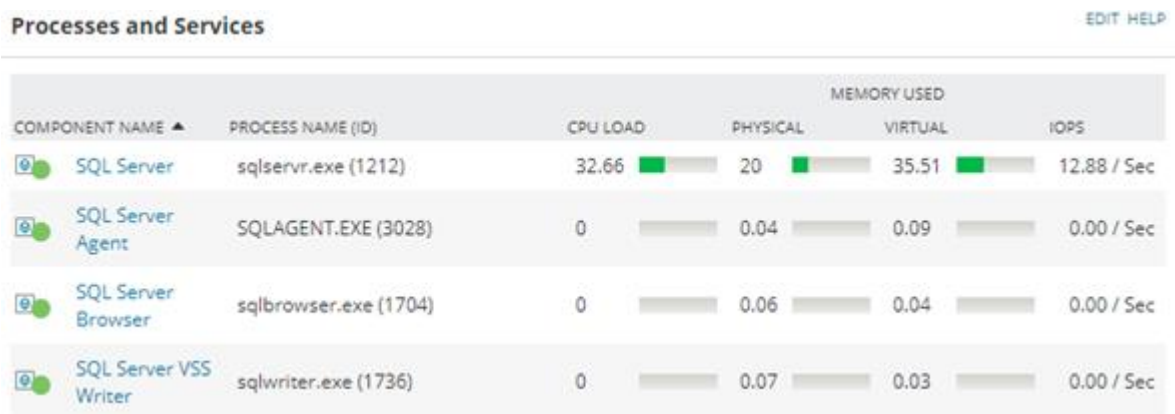 Processes and Services
EDIT HELP
MEMORY USED
COMPONENT NAME ▲ PROCESS NAME (ID) CPU LOAD PHYSICAL VIRTUAL IOPS
SQL Server sqlservr.exe (1212) 32.66 20 35.51 12.88 / Sec
SQL Server
Agent
SQLAGENT.EXE (3028) 0 0.04 0.09 0.00 / Sec
SQL Server
Browser
sqlbrowser.exe (1704) 0 0.06 0.04 0.00 / Sec
SQL Server VSS
Writer
sqlwriter.exe (1736) 0 0.07 0.03 0.00 / Sec